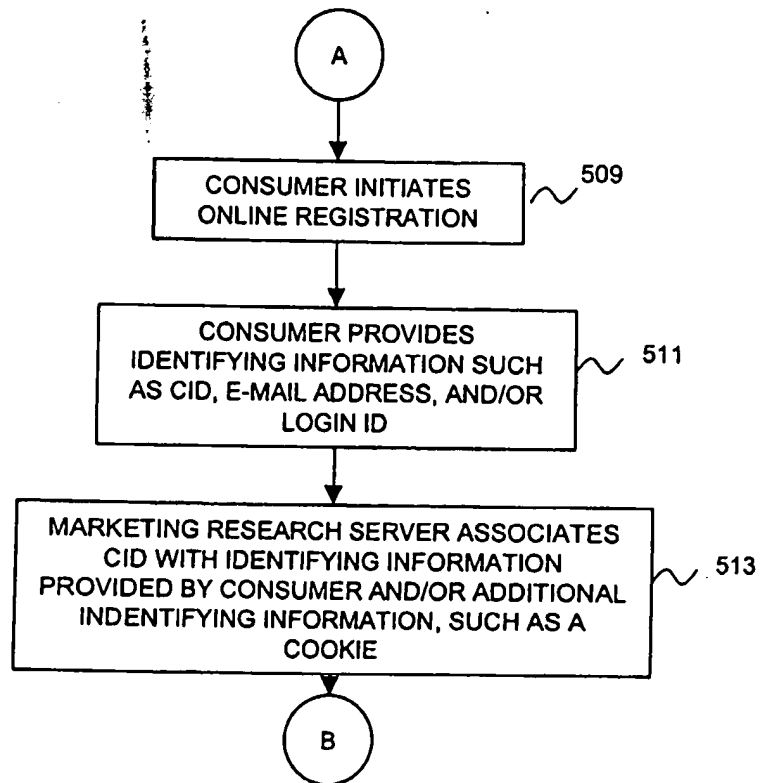 A
CONSUMER INITIATES
ONLINE REGISTRATION
509
CONSUMER PROVIDES
IDENTIFYING INFORMATION SUCH
AS CID, E-MAIL ADDRESS, AND/OR
LOGIN ID
511
MARKETING RESEARCH SERVER ASSOCIATES
CID WITH IDENTIFYING INFORMATION
PROVIDED BY CONSUMER AND/OR ADDITIONAL
INDENTIFYING INFORMATION, SUCH AS A
COOKIE
513
B